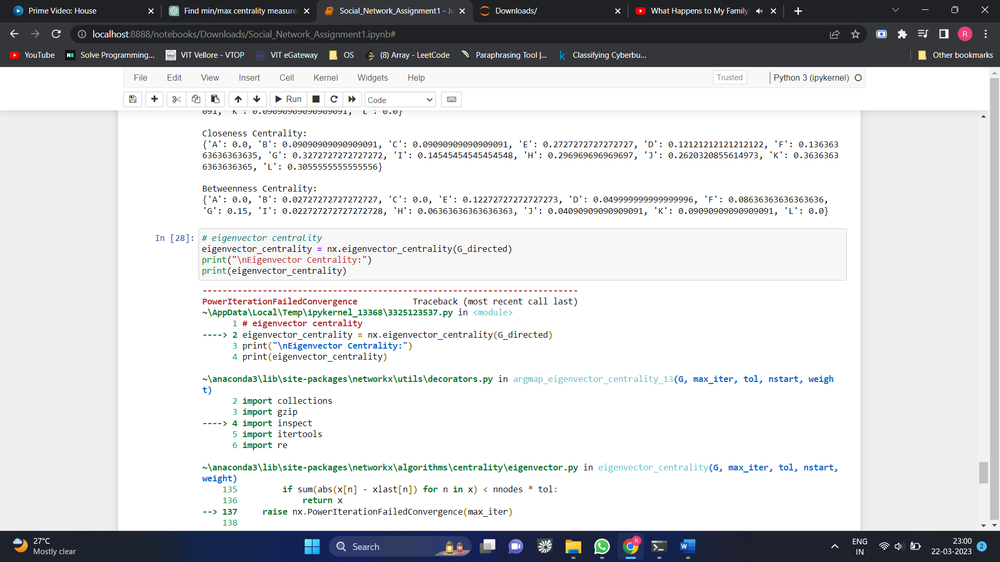 Prime Video: House
Find min/max centrality measure
Social_Network_Assignment1 - Ju
Downloads/
What Happens to My Family?
localhost:8888/notebooks/Downloads/Social_Network_Assignment1.ipynb#
R
YouTube
Solve Programming...
VIT Vellore - VTOP
VIT eGateway
OS
(8) Array - LeetCode
Paraphrasing Tool |...
Classifying Cyberbu...
Other bookmarks
File Edit View Insert Cell Kernel Widgets Help
Trusted
Python 3 (ipykernel)
Run
Code
091, 'K': 0.09090909090909091, 'L': 0.0}
Closeness Centrality:
{'A': 0.0, 'B': 0.09090909090909091, 'C': 0.09090909090909091, 'E': 0.2727272727272727, 'D': 0.12121212121212122, 'F': 0.136363
63636363635, 'G': 0.3272727272727272, 'I': 0.14545454545454548, 'H': 0.296969696969697, 'J': 0.2620320855614973, 'K': 0.3636363
6363636365, 'L': 0.3055555555555556}
Betweenness Centrality:
{'A': 0.0, 'B': 0.02727272727272727, 'C': 0.0, 'E': 0.12272727272727273, 'D': 0.049999999999999996, 'F': 0.08636363636363636,
'G': 0.15, 'I': 0.022727272727272728, 'H': 0.06363636363636363, 'J': 0.04090909090909091, 'K': 0.09090909090909091, 'L': 0.0}
In [28]:
# eigenvector centrality
eigenvector_centrality = nx.eigenvector_centrality(G_directed)
print("\nEigenvector Centrality:")
print(eigenvector_centrality)
---------------------------------------------------------------------------
PowerIterationFailedConvergence           Traceback (most recent call last)
~\AppData\Local\Temp\ipykernel_13368\3325123537.py in <module>
      1 # eigenvector centrality
----> 2 eigenvector_centrality = nx.eigenvector_centrality(G_directed)
      3 print("\nEigenvector Centrality:")
      4 print(eigenvector_centrality)
~\anaconda3\lib\site-packages\networkx\utils\decorators.py in argmap_eigenvector_centrality_13(G, max_iter, tol, nstart, weigh
t)
      2 import collections
      3 import gzip
----> 4 import inspect
      5 import itertools
      6 import re
~\anaconda3\lib\site-packages\networkx\algorithms\centrality\eigenvector.py in eigenvector_centrality(G, max_iter, tol, nstart,
weight)
    135         if sum(abs(x[n] - xlast[n]) for n in x) < nnodes * tol:
    136             return x
--> 137     raise nx.PowerIterationFailedConvergence(max_iter)
    138
27°C
Mostly clear
Search
R
W
ENG
IN
23:00
22-03-2023
2